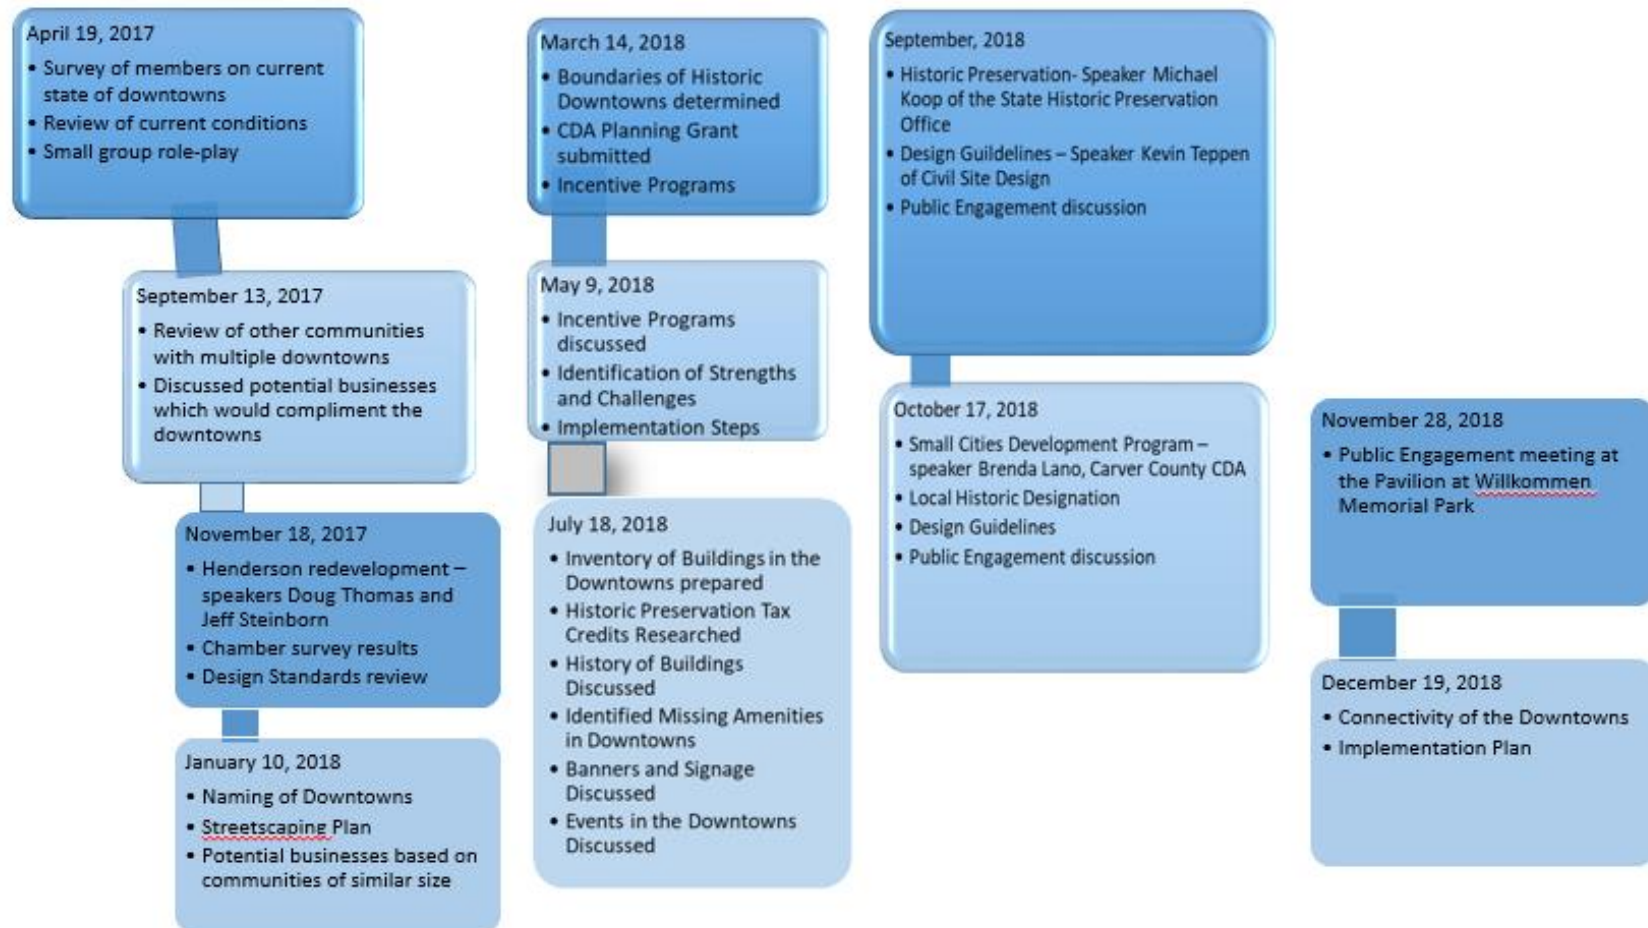 April 19, 2017
• Survey of members on current
state of downtowns
• Review of current conditions
• Small group role-play
September 13, 2017
• Review of other communities
with multiple downtowns
• Discussed potential businesses
which would compliment the
downtowns
November 18, 2017
• Henderson redevelopment –
speakers Doug Thomas and
Jeff Steinborn
• Chamber survey results
• Design Standards review
January 10, 2018
• Naming of Downtowns
• Streetscaping Plan
• Potential businesses based on
communities of similar size
March 14, 2018
• Boundaries of Historic
Downtowns determined
• CDA Planning Grant
submitted
• Incentive Programs
May 9, 2018
• Incentive Programs
discussed
• Identification of Strengths
and Challenges
• Implementation Steps
July 18, 2018
• Inventory of Buildings in the
Downtowns prepared
• Historic Preservation Tax
Credits Researched
• History of Buildings
Discussed
• Identified Missing Amenities
in Downtowns
• Banners and Signage
Discussed
• Events in the Downtowns
Discussed
September, 2018
• Historic Preservation- Speaker Michael
Koop of the State Historic Preservation
Office
• Design Guildelines – Speaker Kevin Teppen
of Civil Site Design
• Public Engagement discussion
October 17, 2018
• Small Cities Development Program –
speaker Brenda Lano, Carver County CDA
• Local Historic Designation
• Design Guidelines
• Public Engagement discussion
November 28, 2018
• Public Engagement meeting at
the Pavilion at Willkommen
Memorial Park
December 19, 2018
• Connectivity of the Downtowns
• Implementation Plan